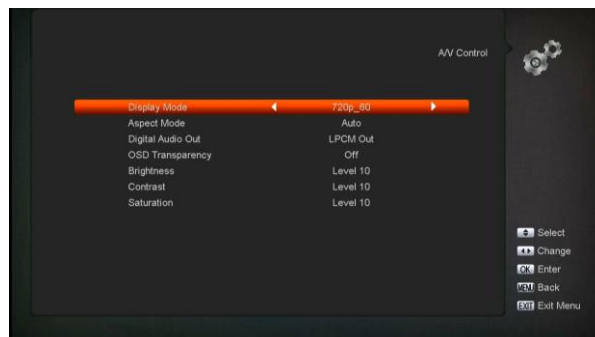 A/V Control
Display Mode 720p_60
Aspect Mode Auto
Digital Audio Out LPCM Out
OSD Transparency Off
Brightness Level 10
Contrast Level 10
Saturation Level 10
Select
Change
OK Enter
MENU Back
EXIT Exit Menu